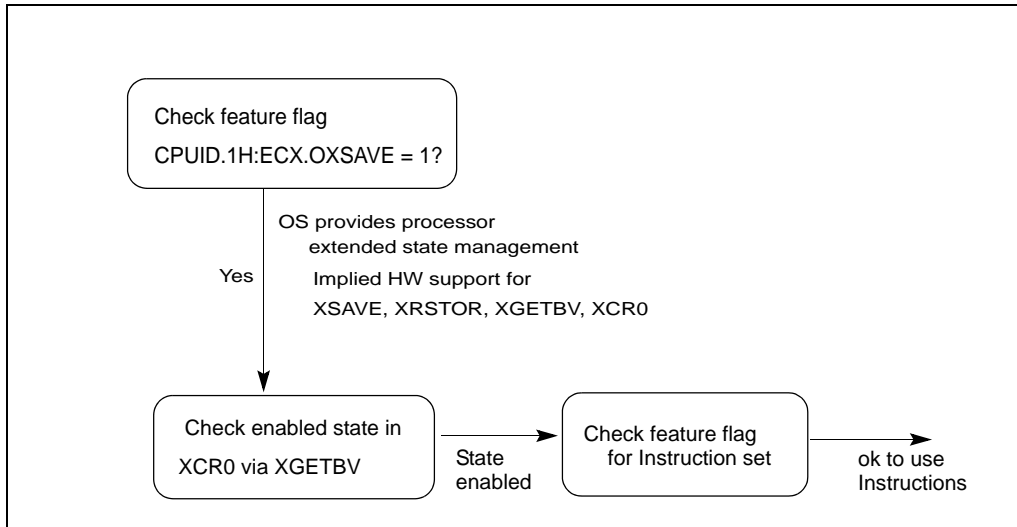 Check feature flag
CPUID.1H:ECX.OXSAVE = 1?
OS provides processor
extended state management
Yes
Implied HW support for
XSAVE, XRSTOR, XGETBV, XCR0
Check enabled state in
XCR0 via XGETBV
State
enabled
Check feature flag
for Instruction set
ok to use
Instructions